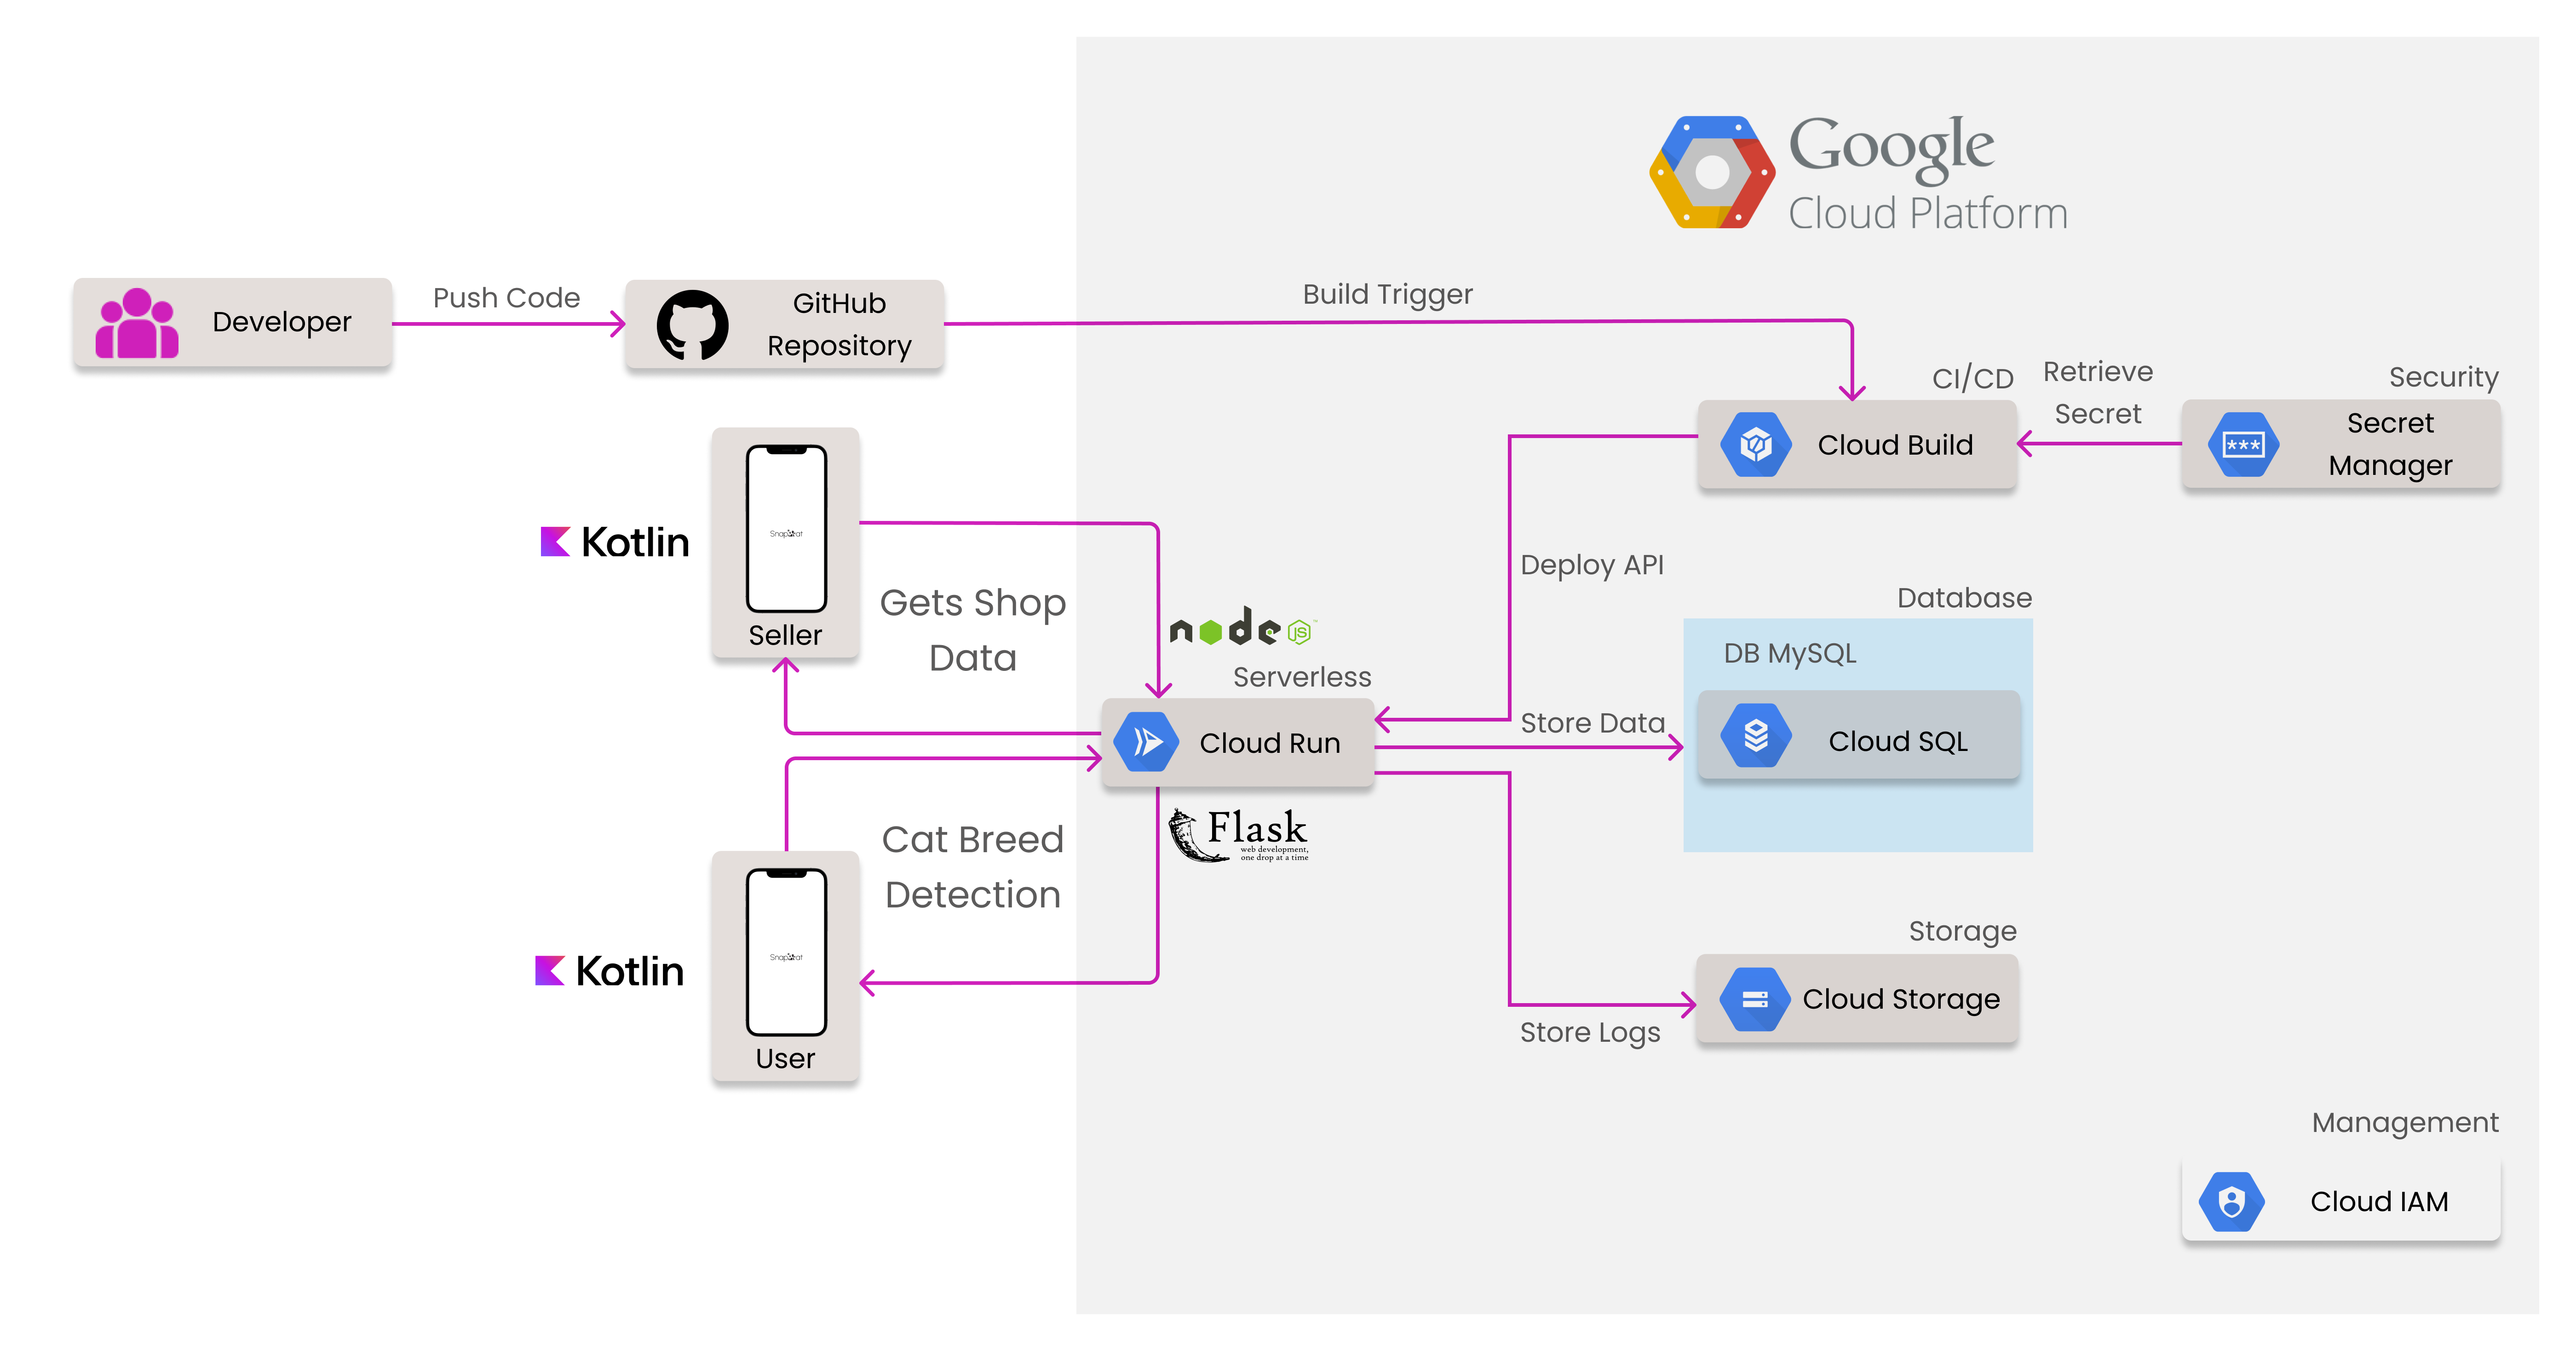 Google
Cloud Platform
Developer
Push Code
GitHub
Repository
Build Trigger
CI/CD
Cloud Build
Retrieve
Secret
Security
***
Secret
Manager
Kotlin
Seller
Gets Shop
Data
node
JS
Serverless
Cloud Run
Deploy API
Store Data
Database
DB MySQL
Cloud SQL
Flask
web development,
one drop at a time
Cat Breed
Detection
Kotlin
User
Store Logs
Storage
Cloud Storage
Management
Cloud IAM